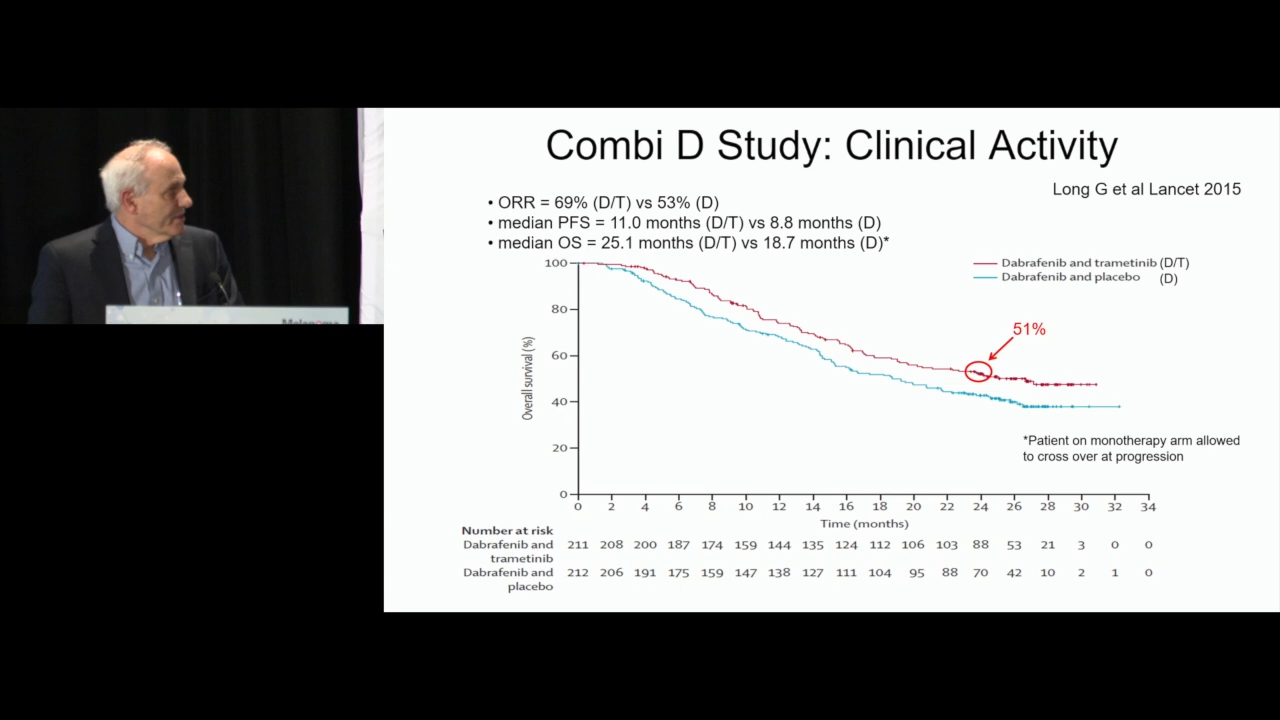 Combi D Study: Clinical Activity
Long G et al Lancet 2015
• ORR = 69% (D/T) vs 53% (D)
• median PFS = 11.0 months (D/T) vs 8.8 months (D)
• median OS = 25.1 months (D/T) vs 18.7 months (D)*
Dabrafenib and trametinib (D/T)
Dabrafenib and placebo (D)
51%
Overall survival (%)
100
80
60
40
20
0
*Patient on monotherapy arm allowed
to cross over at progression
0 2 4 6 8 10 12 14 16 18 20 22 24 26 28 30 32 34
Time (months)
Number at risk
Dabrafenib and 211 208 200 187 174 159 144 135 124 112 106 103 88 53 21 3 0 0
trametinib
Dabrafenib and 212 206 191 175 159 147 138 127 111 104 95 88 70 42 10 2 1 0
placebo